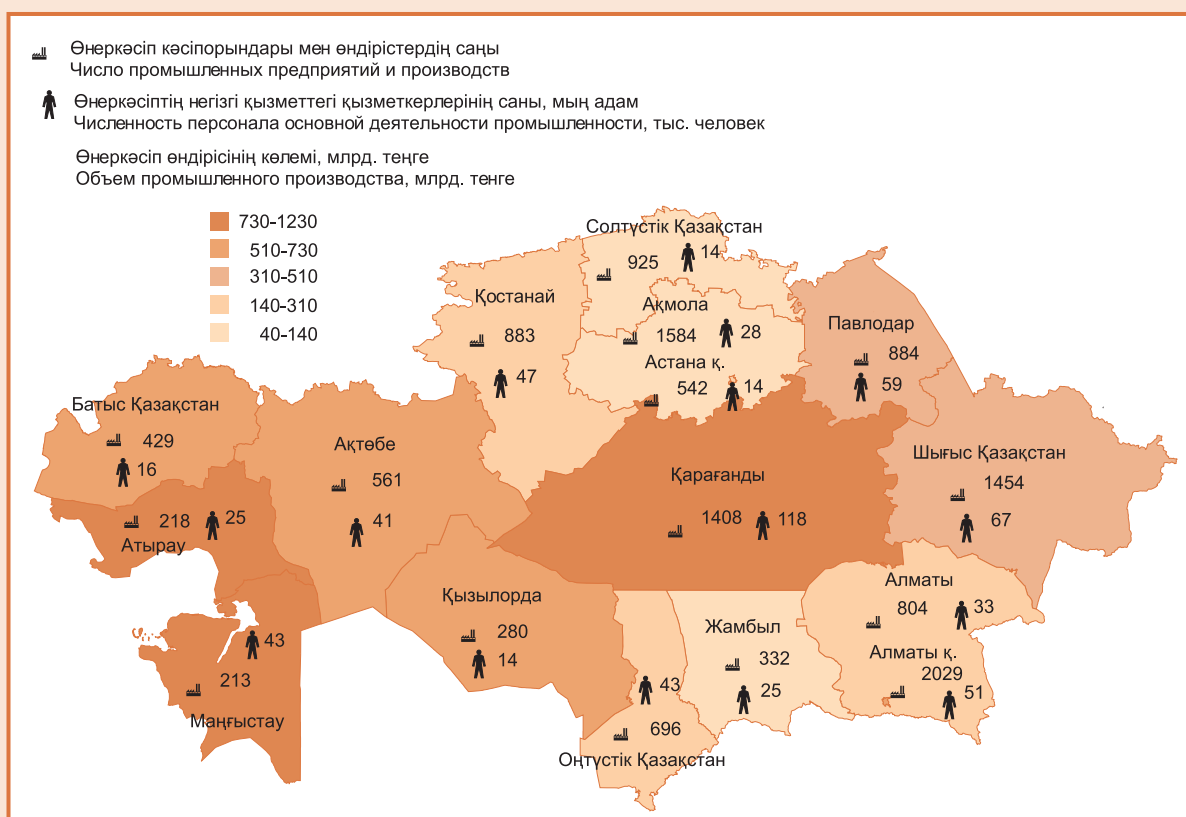 Өнеркәсіп кәсіпорындары мен өндірістердің саңы
Число промышленных предприятий и производств
Өнеркәсіптің негізгі қызметтегі қызметкерлерінің саны, мың адам
Численность персонала основной деятельности промышленности, тыс. человек
Өнеркәсіп өндірісінің көлемі, млрд. теңге
Объем промышленного производства, млрд. тенге
730-1230
510-730
310-510
140-310
40-140
Солтүстік Қазақстан
925 14
Қостанай
883
47
Ақмола
1584 28
Астана қ.
542 14
Павлодар
884
59
Батыс Қазақстан
429
16
Ақтөбе
561
41
Қарағанды
1408 118
Шығыс Қазақстан
1454
67
218 25
Атырау
43
213
Маңғыстау
Қызылорда
280
14
43
696
Оңтүстік Қазақстан
Жамбыл
332
25
Алматы
804 33
Алматы қ.
2029
51